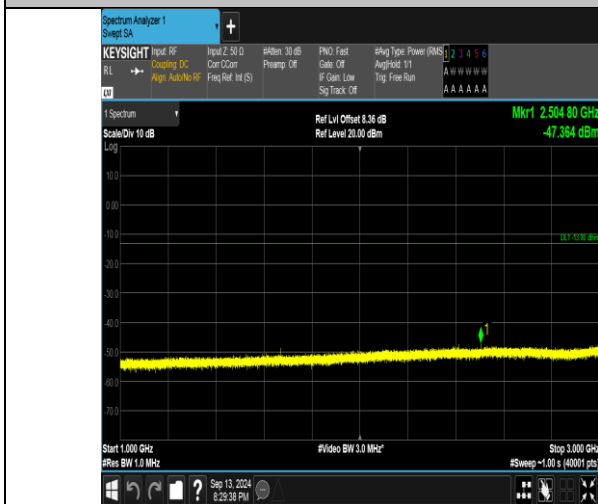 Spectrum Analyzer 1
Swept SA
KEYSIGHT
RL
Input: RF
Coupling: DC
Align: Auto/No RF
Input Z: 50 Ω
Corr CCorr
Freq Ref: Int (S)
#Atten: 30 dB
Preamp: Off
PNO: Fast
Gate: Off
IF Gain: Low
Sig Track: Off
#Avg Type: Power (RMS
Avg|Hold: 1/1
Trig: Free Run
1 2 3 4 5 6
A W W W W W
A A A A A A
1 Spectrum
Scale/Div 10 dB
Log
Ref Lvl Offset 8.36 dB
Ref Level 20.00 dBm
Mkr1 2.504 80 GHz
-47.364 dBm
10.0
0.00
-10.0
DL1 -13.00 dBm
-20.0
-30.0
-40.0
1
-50.0
-60.0
-70.0
Start 1.000 GHz
#Res BW 1.0 MHz
#Video BW 3.0 MHz*
Stop 3.000 GHz
#Sweep ~1.00 s (40001 pts)
?
Sep 13, 2024
8:29:38 PM